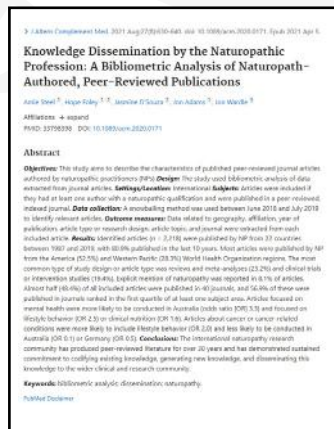 J Altern Complement Med. 2021 Aug;27(8):630-640. doi: 10.1089/acm.2020.0171. Epub 2021 Apr 5.
Knowledge Dissemination by the Naturopathic
Profession: A Bibliometric Analysis of Naturopath-
Authored, Peer-Reviewed Publications
Amie Steel, Hope Foley, Jasmine D'Souza, Jon Adams, Jon Wardle
Affiliations + expand
PMID: 33798398 DOI: 10.1089/acm.2020.0171
Abstract
Objectives: This study aims to describe the characteristics of published peer-reviewed journal articles
authored by naturopathic practitioners (NPs) Design: The study used bibliometric analysis of data
extracted from journal articles. Settings/Location: International Subjects: Articles were included if
they had at least one author with a naturopathic qualification and were published in a peer-reviewed,
indexed journal. Data collection: A snowballing method was used between June 2016 and July 2018
to identify relevant articles. Outcome measures: Data related to geography, affiliation, year of
publication, article type or research design, article topic, and journal were extracted from each
included article. Results: Identified articles (n = 2,218) were published by NP from 22 countries
between 1987 and 2019, with 80.9% published in the last 10 years. Most articles were published by NP
from the America (52.5%) and Western Pacific (28.3%) World Health Organization regions. The most
common type of study design or article type was reviews and meta-analyses (23.2%) and clinical trials
or intervention studies (19.4%). Explicit mention of naturopathy was reported in 6.1% of articles.
Almost half (48.4%) of all included articles were published in 40 journals, and 56.9% of these were
published in journals ranked in the first quartile of at least one subject area. Articles focused on
mental health were more likely to be conducted in Australia (odds ratio [OR] 3.3) and focused on
lifestyle behavior (OR 2.5) or clinical nutrition (OR 1.6). Articles about cancer or cancer-related
conditions were more likely to include lifestyle behavior (OR 2.0) and less likely to be conducted in
Australia (OR 0.1) or Germany (OR 0.5). Conclusions: The international naturopathy research
community has produced peer-reviewed literature for over 30 years and has demonstrated sustained
commitment to codifying existing knowledge, generating new knowledge, and disseminating this
knowledge to the wider clinical and research community.
Keywords: bibliometric analysis; dissemination; naturopathy.
PubMed Disclaimer